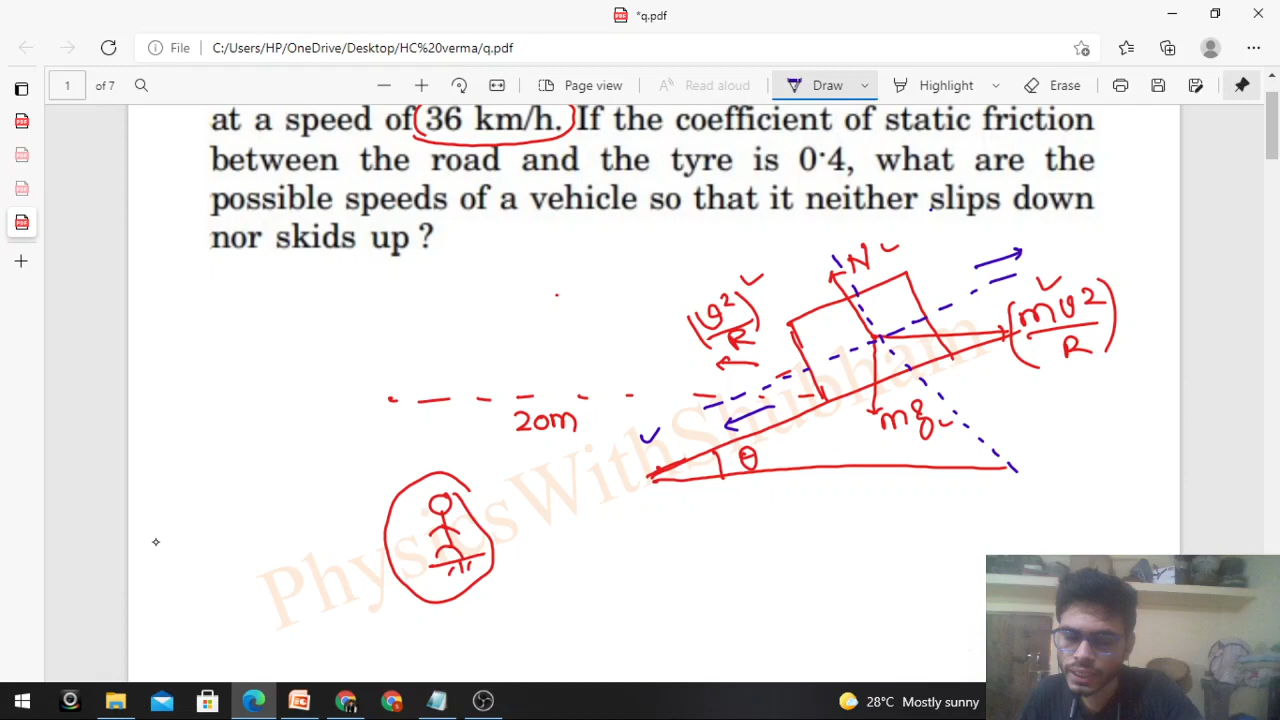 *q.pdf
File C:/Users/HP/OneDrive/Desktop/HC%20verma/q.pdf
1 of 7 Page view Read aloud Draw Highlight Erase
at a speed of 36 km/h. If the coefficient of static friction
between the road and the tyre is 0·4, what are the
possible speeds of a vehicle so that it neither slips down
nor skids up ?
N
(v²/R)
(mv²/R)
20m
mg
θ
PhysicsWithShubham
28°C Mostly sunny